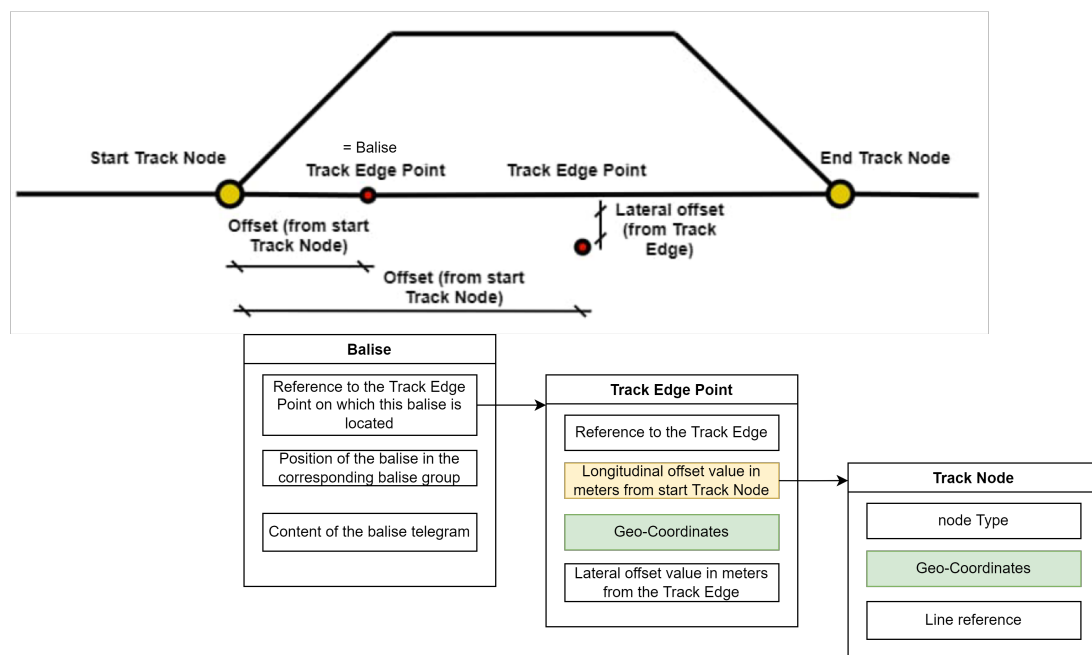 = Balise
Start Track Node
Track Edge Point
Track Edge Point
End Track Node
Offset (from start
Track Node)
Lateral offset
(from Track
Edge)
Offset (from start
Track Node)
Balise
Reference to the Track Edge
Point on which this balise is
located
Position of the balise in the
corresponding balise group
Content of the balise telegram
Track Edge Point
Reference to the Track Edge
Longitudinal offset value in
meters from start Track Node
Geo-Coordinates
Lateral offset value in meters
from the Track Edge
Track Node
node Type
Geo-Coordinates
Line reference